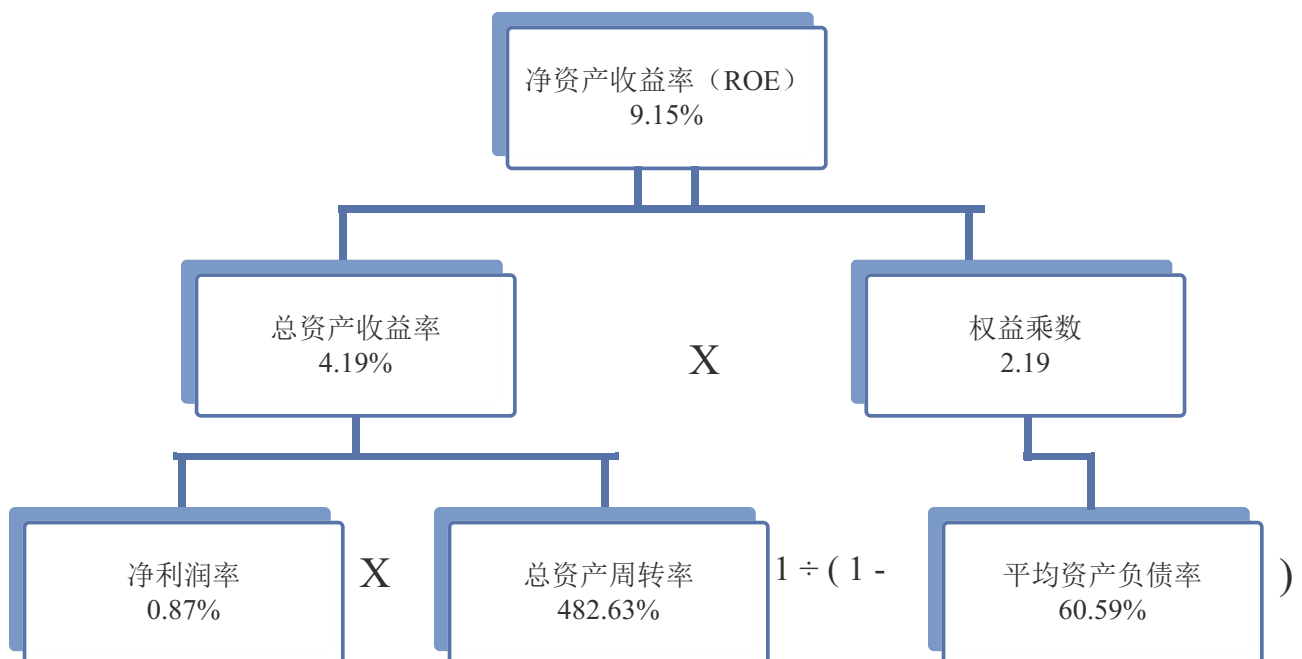 净资产收益率（ROE）
9.15%
总资产收益率
4.19%
X
权益乘数
2.19
净利润率
0.87%
X
总资产周转率
482.63%
1 ÷ ( 1 -
平均资产负债率
60.59%
)